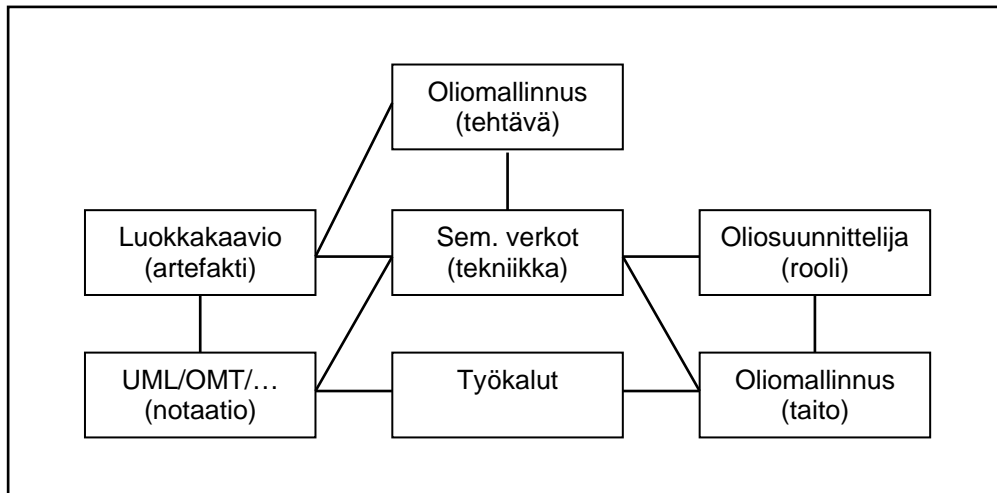 Oliomallinnus
(tehtävä)
Luokkakaavio
(artefakti)
Sem. verkot
(tekniikka)
Oliosuunnittelija
(rooli)
UML/OMT/…
(notaatio)
Työkalut
Oliomallinnus
(taito)